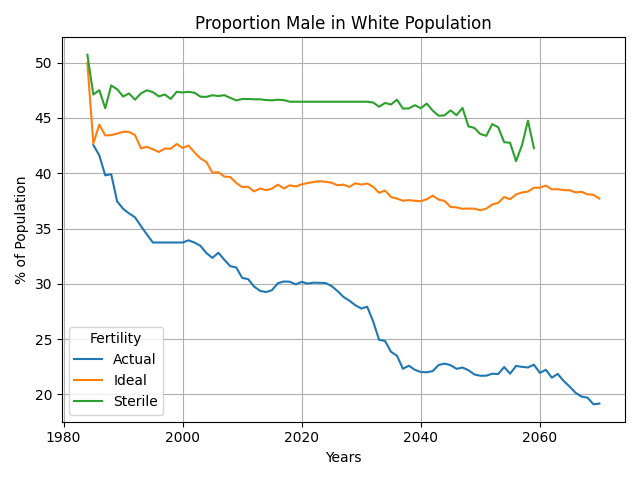 Proportion Male in White Population
% of Population
50
45
40
35
30
25
20
Fertility
Actual
Ideal
Sterile
1980 2000 2020 2040 2060
Years